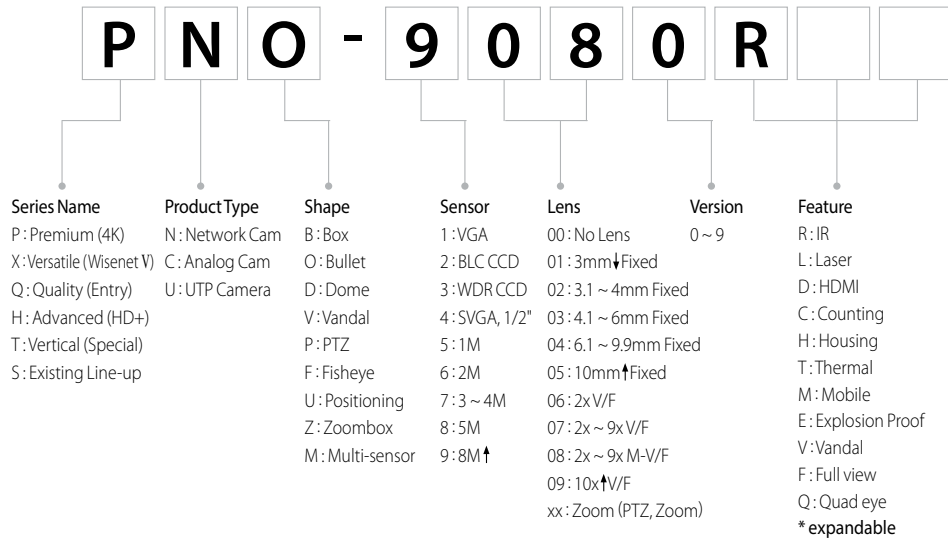 PNO-9080R
Series Name
P : Premium (4K)
X : Versatile (Wisenet V)
Q : Quality (Entry)
H : Advanced (HD+)
T : Vertical (Special)
S : Existing Line-up
Product Type
N : Network Cam
C : Analog Cam
U : UTP Camera
Shape
B : Box
O : Bullet
D : Dome
V : Vandal
P : PTZ
F : Fisheye
U : Positioning
Z : Zoombox
M : Multi-sensor
Sensor
1 : VGA
2 : BLC CCD
3 : WDR CCD
4 : SVGA, 1/2"
5 : 1M
6 : 2M
7 : 3 ~ 4M
8 : 5M
9 : 8M↑
Lens
00 : No Lens
01 : 3mm↓Fixed
02 : 3.1 ~ 4mm Fixed
03 : 4.1 ~ 6mm Fixed
04 : 6.1 ~ 9.9mm Fixed
05 : 10mm↑Fixed
06 : 2x V/F
07 : 2x ~ 9x V/F
08 : 2x ~ 9x M-V/F
09 : 10x↑V/F
xx : Zoom (PTZ, Zoom)
Version
0 ~ 9
Feature
R : IR
L : Laser
D : HDMI
C : Counting
H : Housing
T : Thermal
M : Mobile
E : Explosion Proof
V : Vandal
F : Full view
Q : Quad eye
* expandable